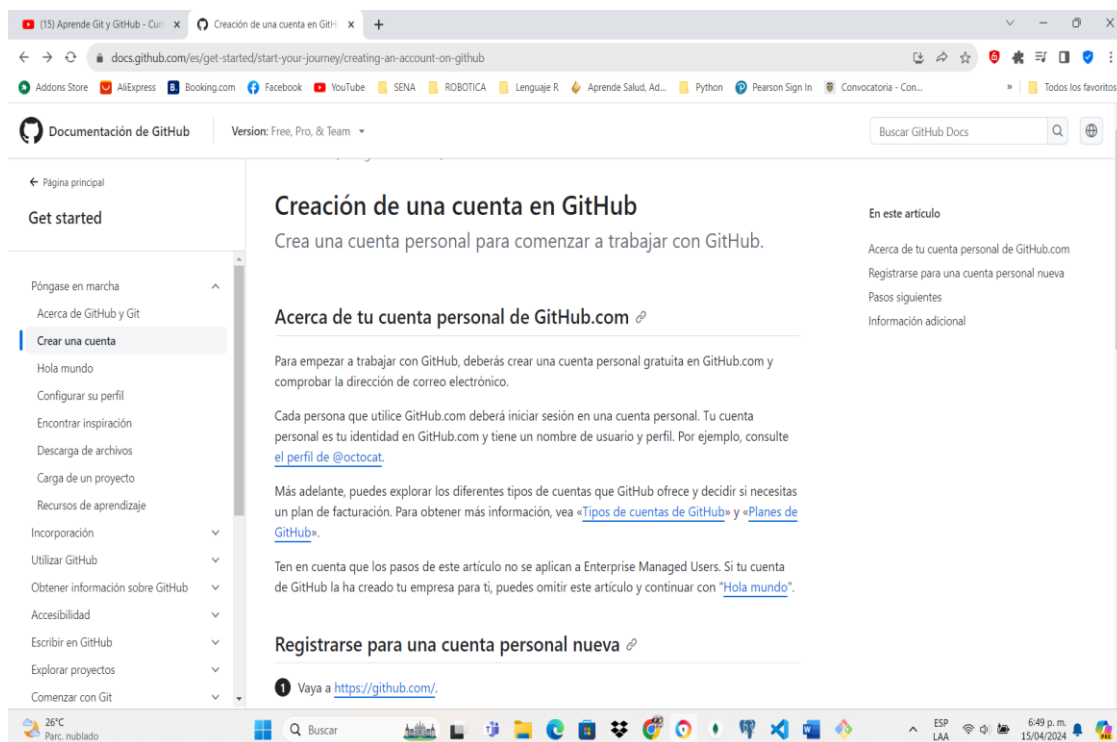 (15) Aprende Git y GitHub - Cur
Creación de una cuenta en GitH
docs.github.com/es/get-started/start-your-journey/creating-an-account-on-github
Addons Store
AliExpress
B.
Booking.com
Facebook
YouTube
SENA
ROBOTICA
Lenguaje R
Aprende Salud, Ad...
Python
Pearson Sign In
Convocatoria - Con...
»
Todos los favoritos
Documentación de GitHub
Version: Free, Pro, & Team
Buscar GitHub Docs
Página principal
Get started
Póngase en marcha
Acerca de GitHub y Git
Crear una cuenta
Hola mundo
Configurar su perfil
Encontrar inspiración
Descarga de archivos
Carga de un proyecto
Recursos de aprendizaje
Incorporación
Utilizar GitHub
Obtener información sobre GitHub
Accesibilidad
Escribir en GitHub
Explorar proyectos
Comenzar con Git
Creación de una cuenta en GitHub
Crea una cuenta personal para comenzar a trabajar con GitHub.
Acerca de tu cuenta personal de GitHub.com
Para empezar a trabajar con GitHub, deberás crear una cuenta personal gratuita en GitHub.com y
comprobar la dirección de correo electrónico.
Cada persona que utilice GitHub.com deberá iniciar sesión en una cuenta personal. Tu cuenta
personal es tu identidad en GitHub.com y tiene un nombre de usuario y perfil. Por ejemplo, consulte
el perfil de @octocat.
Más adelante, puedes explorar los diferentes tipos de cuentas que GitHub ofrece y decidir si necesitas
un plan de facturación. Para obtener más información, vea «Tipos de cuentas de GitHub» y «Planes de
GitHub».
Ten en cuenta que los pasos de este artículo no se aplican a Enterprise Managed Users. Si tu cuenta
de GitHub la ha creado tu empresa para ti, puedes omitir este artículo y continuar con "Hola mundo".
Registrarse para una cuenta personal nueva
1 Vaya a https://github.com/.
En este artículo
Acerca de tu cuenta personal de GitHub.com
Registrarse para una cuenta personal nueva
Pasos siguientes
Información adicional
26°C
Parc. nublado
Buscar
ESP
LAA
6:49 p. m.
15/04/2024